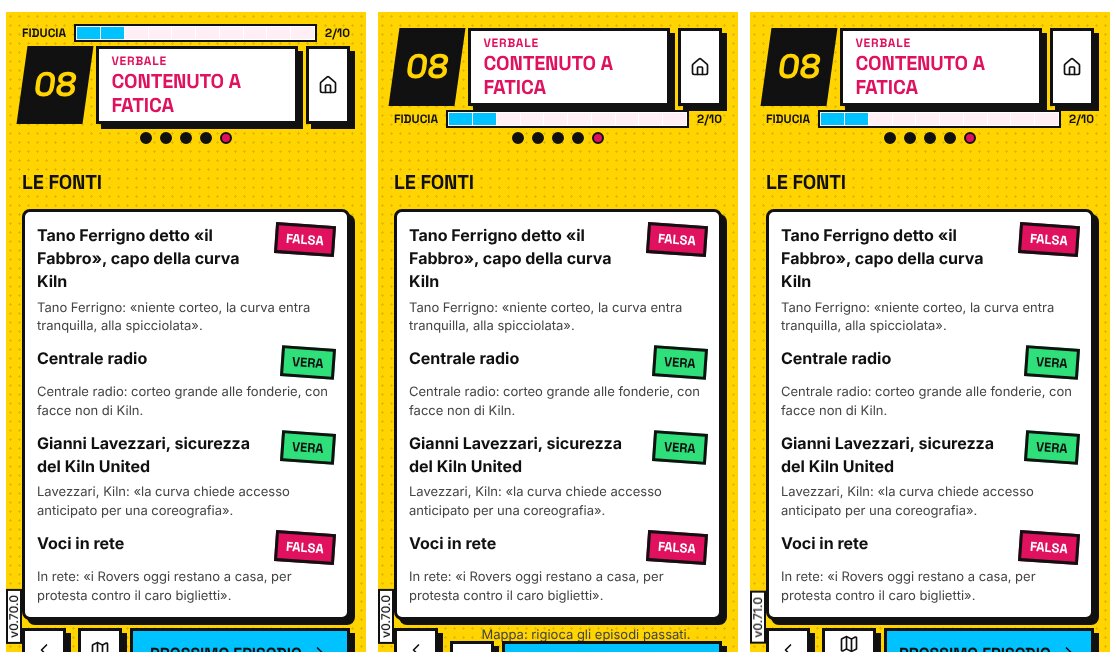 FIDUCIA 2/10
08
VERBALE
CONTENUTO A
FATICA
LE FONTI
Tano Ferrigno detto «il
Fabbro», capo della curva
Kiln
FALSA
Tano Ferrigno: «niente corteo, la curva entra
tranquilla, alla spicciolata».
Centrale radio
VERA
Centrale radio: corteo grande alle fonderie, con
facce non di Kiln.
Gianni Lavezzari, sicurezza
del Kiln United
VERA
Lavezzari, Kiln: «la curva chiede accesso
anticipato per una coreografia».
Voci in rete
FALSA
In rete: «i Rovers oggi restano a casa, per
protesta contro il caro biglietti».
v0.70.0
PROSSIMO EPISODIO
08
VERBALE
CONTENUTO A
FATICA
FIDUCIA 2/10
LE FONTI
Tano Ferrigno detto «il
Fabbro», capo della curva
Kiln
FALSA
Tano Ferrigno: «niente corteo, la curva entra
tranquilla, alla spicciolata».
Centrale radio
VERA
Centrale radio: corteo grande alle fonderie, con
facce non di Kiln.
Gianni Lavezzari, sicurezza
del Kiln United
VERA
Lavezzari, Kiln: «la curva chiede accesso
anticipato per una coreografia».
Voci in rete
FALSA
In rete: «i Rovers oggi restano a casa, per
protesta contro il caro biglietti».
v0.70.0
Mappa: rigioca gli episodi passati.
08
VERBALE
CONTENUTO A
FATICA
FIDUCIA 2/10
LE FONTI
Tano Ferrigno detto «il
Fabbro», capo della curva
Kiln
FALSA
Tano Ferrigno: «niente corteo, la curva entra
tranquilla, alla spicciolata».
Centrale radio
VERA
Centrale radio: corteo grande alle fonderie, con
facce non di Kiln.
Gianni Lavezzari, sicurezza
del Kiln United
VERA
Lavezzari, Kiln: «la curva chiede accesso
anticipato per una coreografia».
Voci in rete
FALSA
In rete: «i Rovers oggi restano a casa, per
protesta contro il caro biglietti».
v0.71.0
PROSSIMO EPISODIO